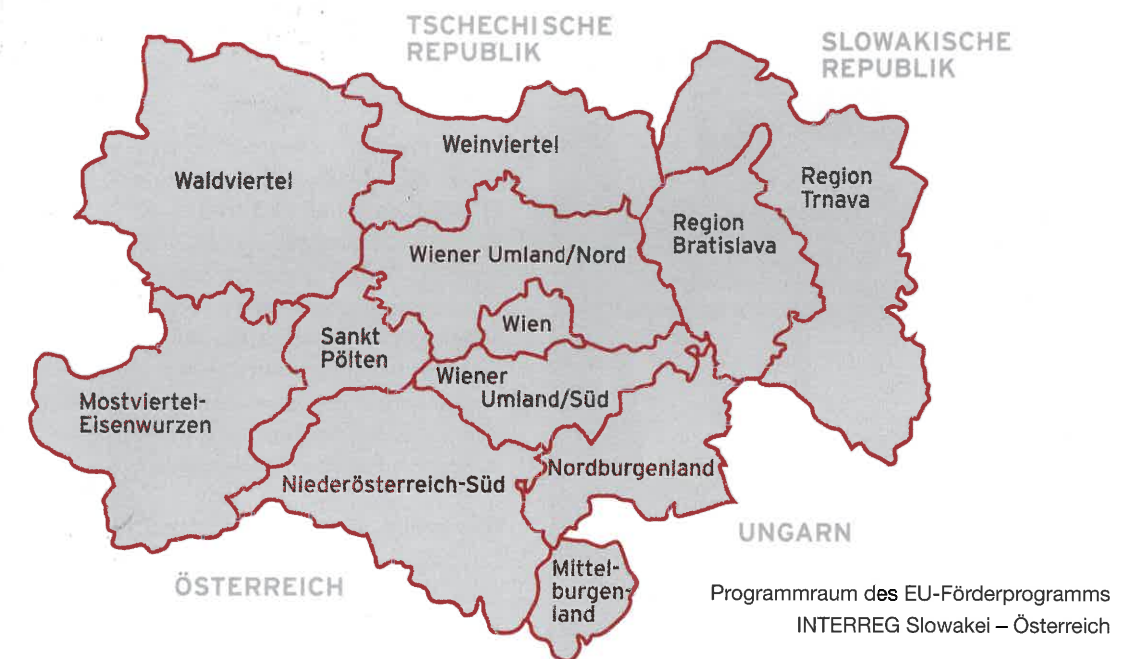 TSCHECHISCHE
REPUBLIK
SLOWAKISCHE
REPUBLIK
Weinviertel
Waldviertel
Region
Trnava
Region
Bratislava
Wiener Umland/Nord
Wien
Sankt
Pölten
Wiener
Umland/Süd
Mostviertel-
Eisenwurzen
Nordburgenland
Niederösterreich-Süd
UNGARN
ÖSTERREICH
Mittel-
burgen-
land
Programmraum des EU-Förderprogramms
INTERREG Slowakei – Österreich